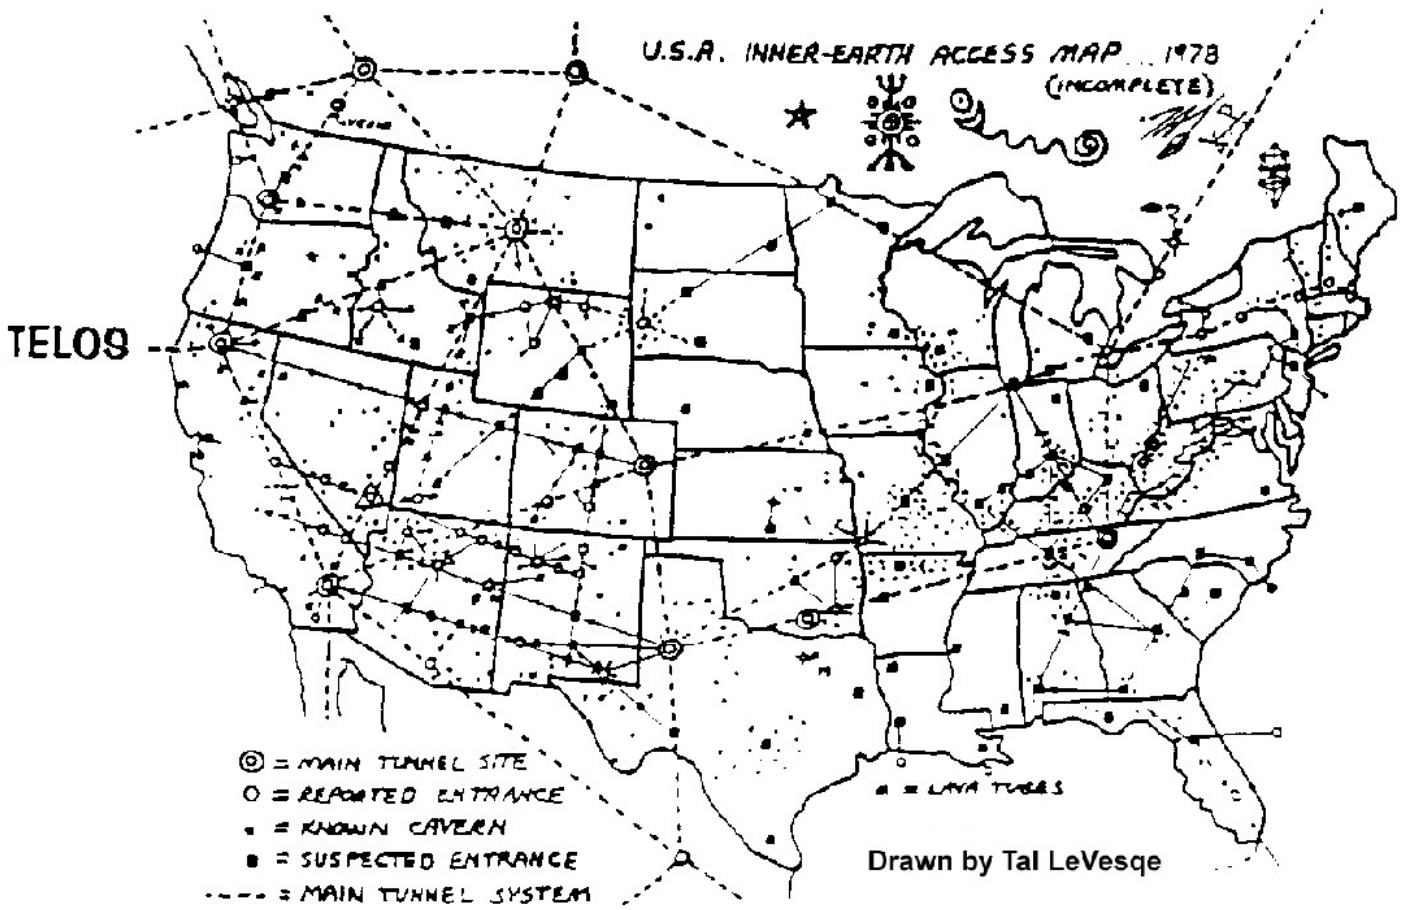 U.S.A. INNER-EARTH ACCESS MAP... 1978
(INCOMPLETE)
TELOS
= MAIN TUNNEL SITE
= REPORTED ENTRANCE
= KNOWN CAVERN
= SUSPECTED ENTRANCE
= MAIN TUNNEL SYSTEM
= LAVA TUBES
Drawn by Tal LeVesqe